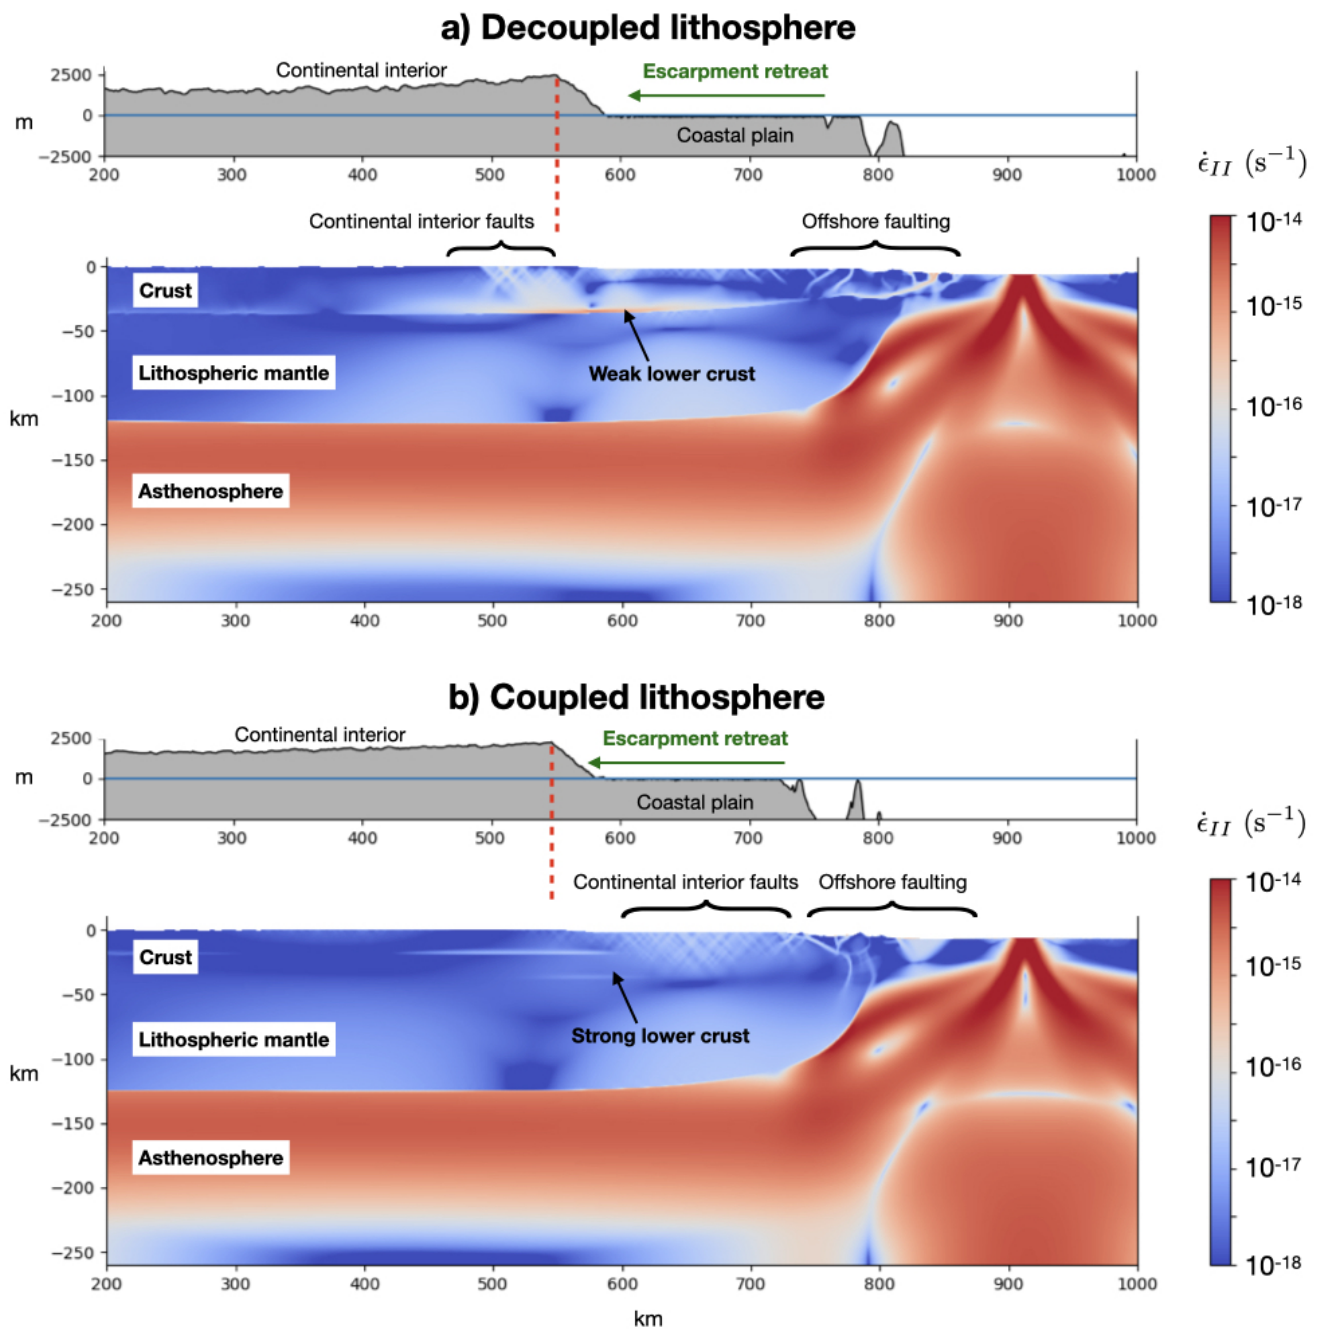 a) Decoupled lithosphere
Continental interior
Escarpment retreat
2500
m
0
Coastal plain
−2500
200 300 400 500 600 700 800 900 1000
ε̇II (s−1)
Continental interior faults
Offshore faulting
0
Crust
−50
Lithospheric mantle
Weak lower crust
−100
km
−150
Asthenosphere
−200
−250
200 300 400 500 600 700 800 900 1000
10-14
10-15
10-16
10-17
10-18
b) Coupled lithosphere
Continental interior
Escarpment retreat
2500
m
0
Coastal plain
−2500
200 300 400 500 600 700 800 900 1000
ε̇II (s−1)
Continental interior faults
Offshore faulting
0
Crust
−50
Strong lower crust
Lithospheric mantle
−100
km
−150
Asthenosphere
−200
−250
200 300 400 500 600 700 800 900 1000
km
10-14
10-15
10-16
10-17
10-18